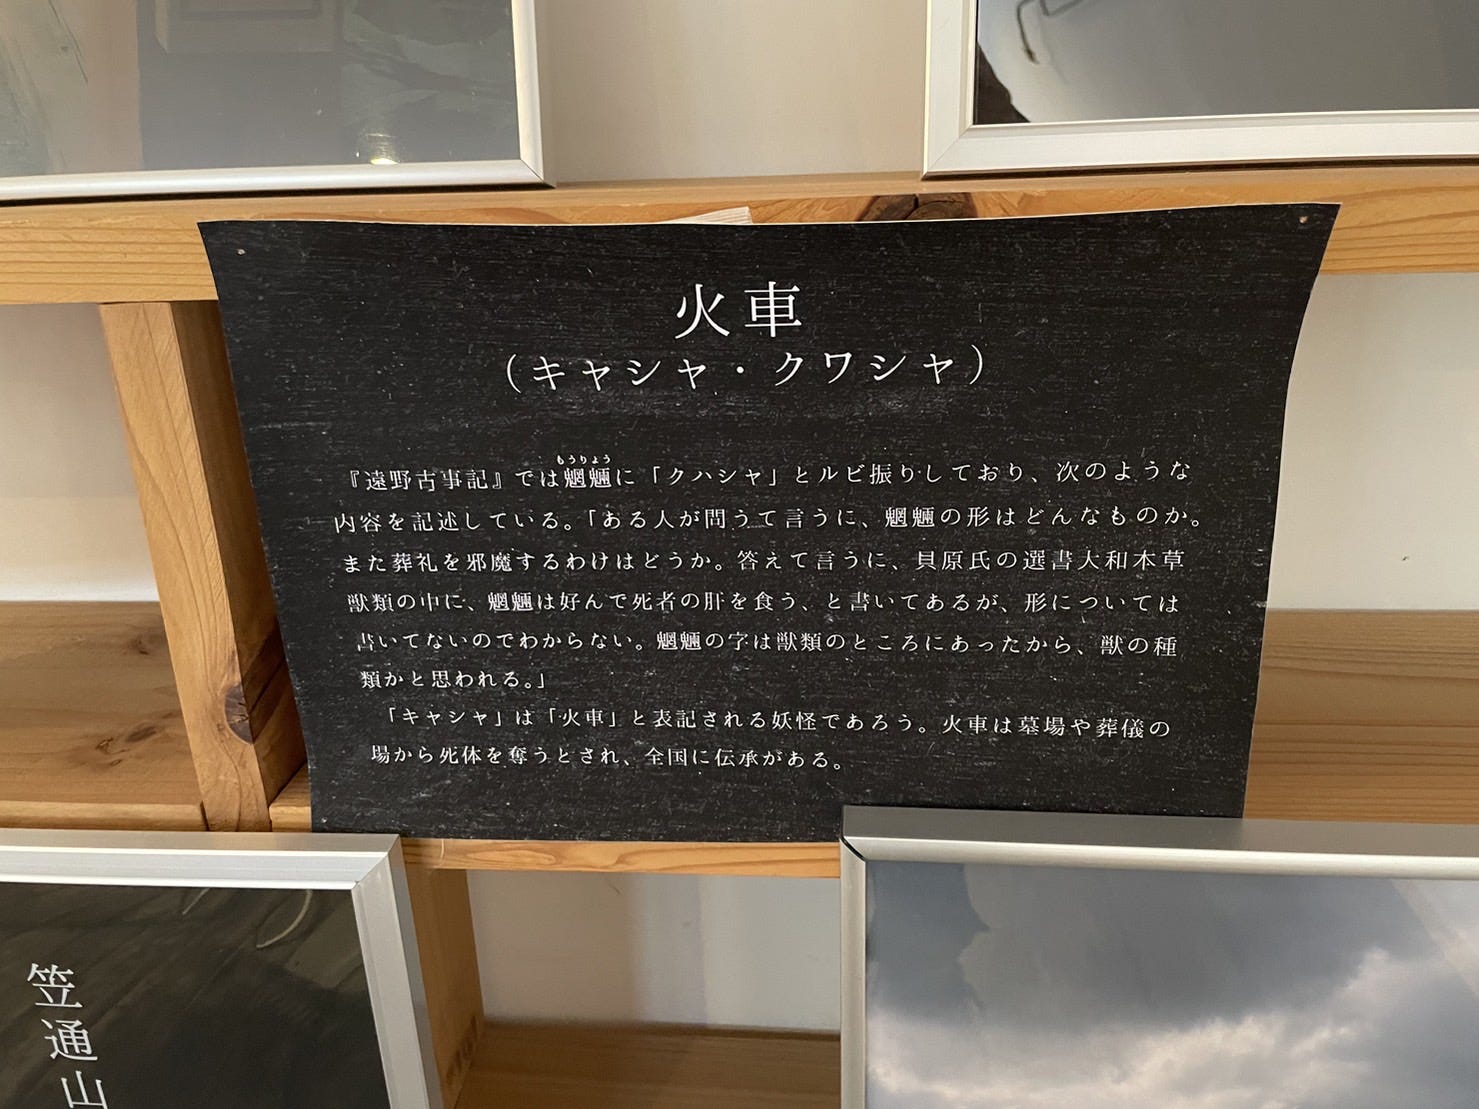 火車
（キャシャ・クワシャ）
もうりょう
『遠野古事記』では魍魎に「クハシャ」とルビ振りしており、次のような
内容を記述している。「ある人が問うて言うに、魍魎の形はどんなものか。
また葬礼を邪魔するわけはどうか。答えて言うに、貝原氏の選書大和本草
獣類の中に、魍魎は好んで死者の肝を食う、と書いてあるが、形については
書いてないのでわからない。魍魎の字は獣類のところにあったから、獣の種
類かと思われる。」
「キャシャ」は「火車」と表記される妖怪であろう。火車は墓場や葬儀の
場から死体を奪うとされ、全国に伝承がある。
笠通山